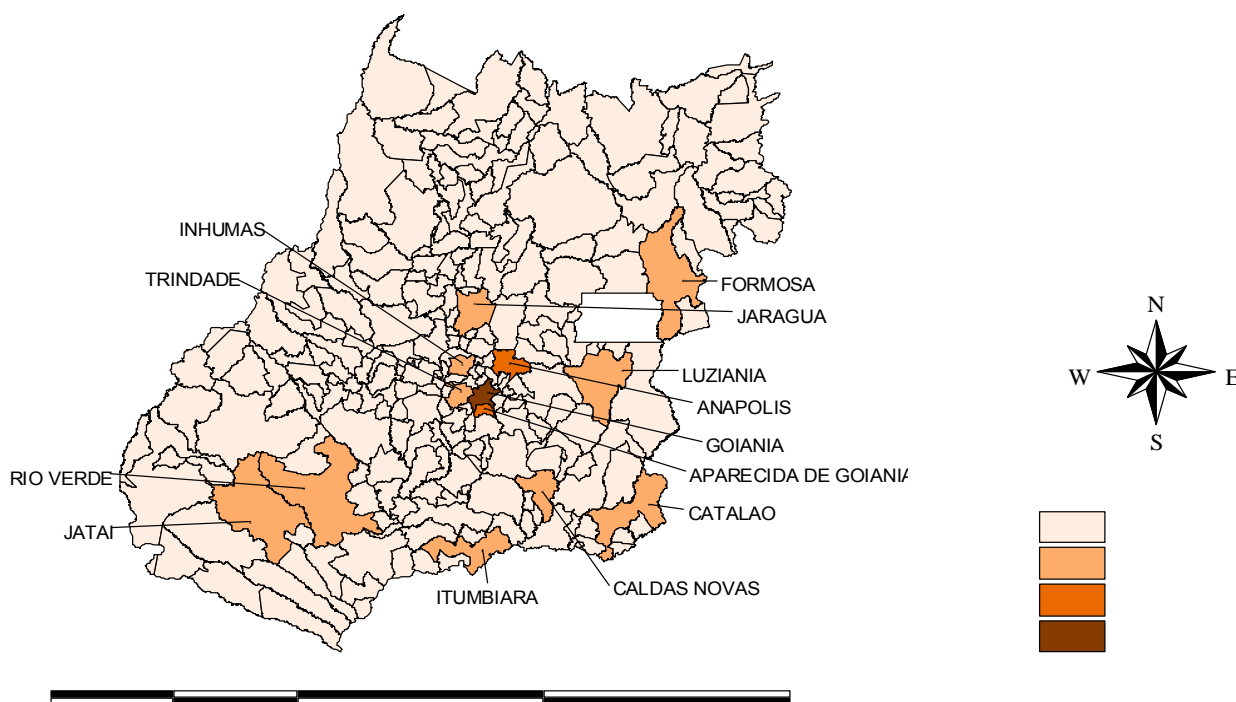 INHUMAS
TRINDADE
FORMOSA
JARAGUA
N
LUZIANIA
W
E
ANAPOLIS
S
GOIANIA
APARECIDA DE GOIANIA
RIO VERDE
CATALAO
JATAI
CALDAS NOVAS
ITUMBIARA